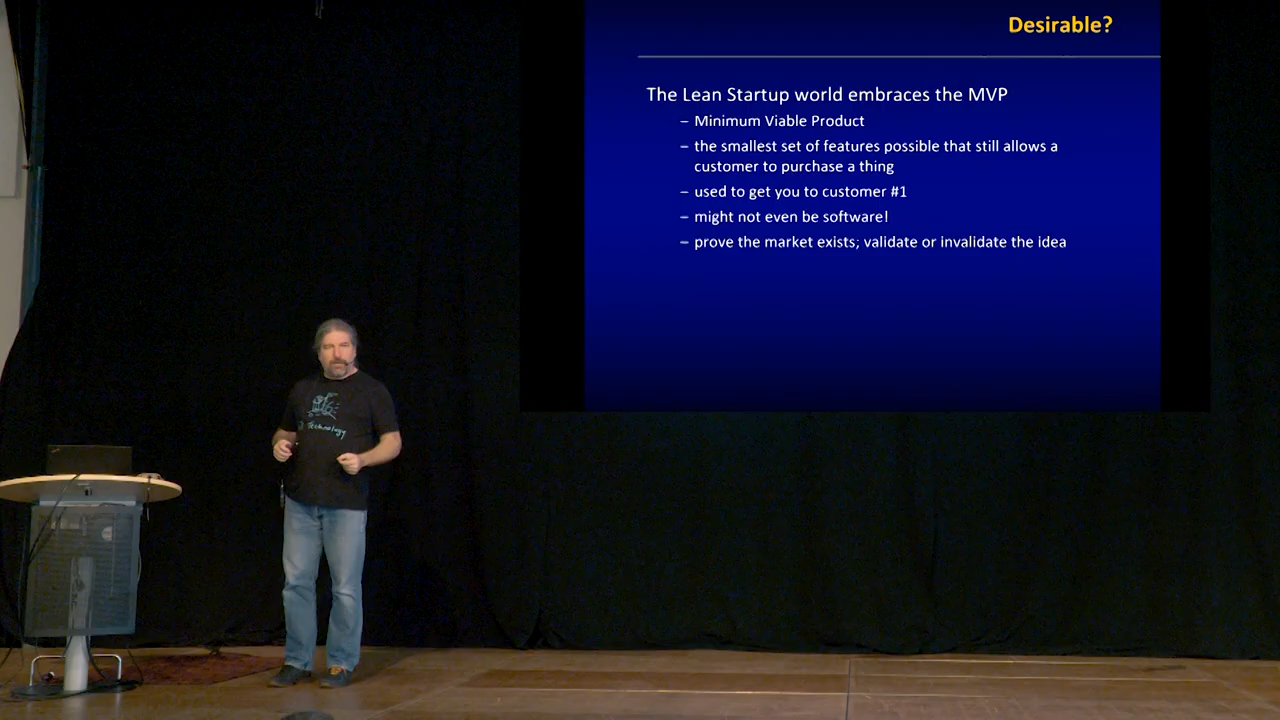 Desirable?
The Lean Startup world embraces the MVP
– Minimum Viable Product
– the smallest set of features possible that still allows a
customer to purchase a thing
– used to get you to customer #1
– might not even be software!
– prove the market exists; validate or invalidate the idea
Technology